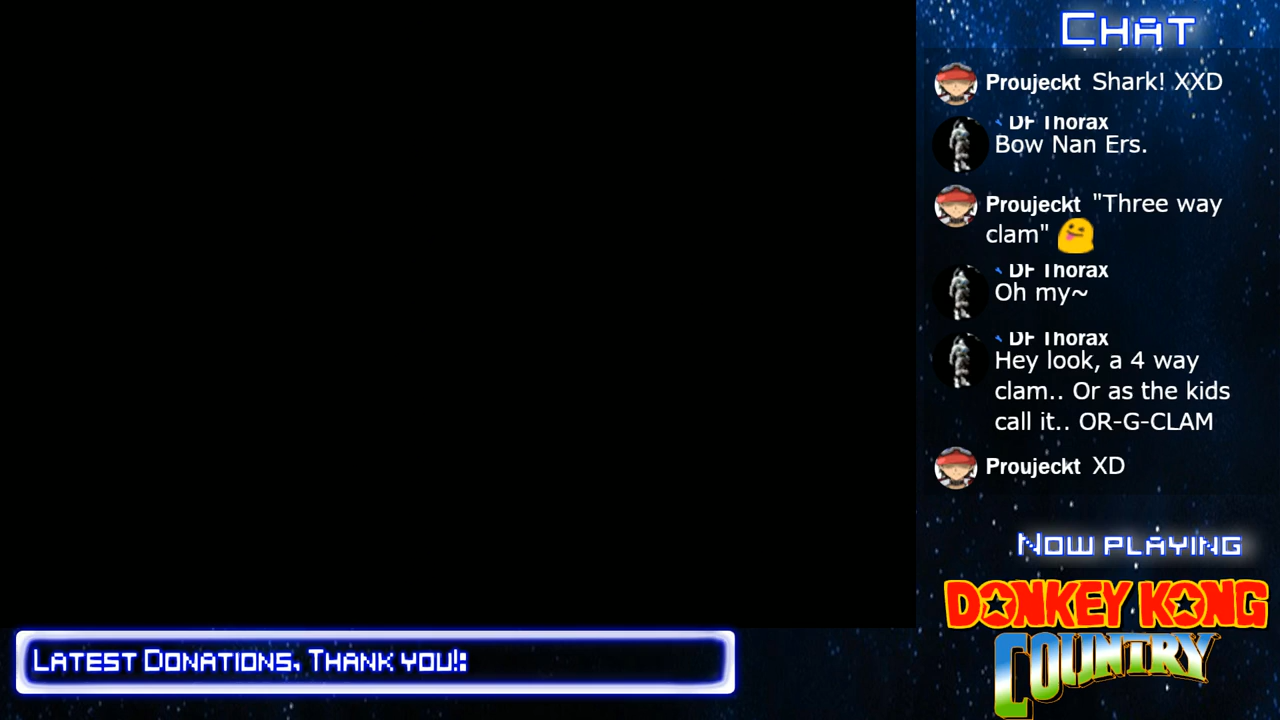 CHAT
Proujeckt Shark! XXD
DF Thorax
Bow Nan Ers.
Proujeckt "Three way
clam"
DF Thorax
Oh my~
DF Thorax
Hey look, a 4 way
clam.. Or as the kids
call it.. OR-G-CLAM
Proujeckt XD
NOW PLAYING
DONKEY KONG
COUNTRY
LATEST DONATIONS, THANK YOU!: